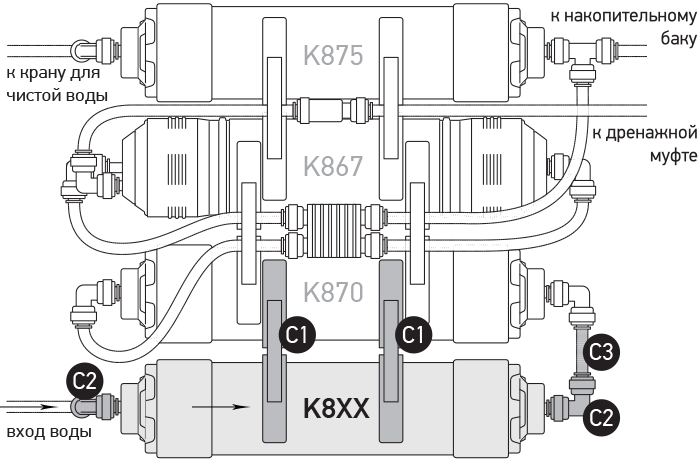 к накопительному
баку
K875
к крану для
чистой воды
к дренажной
муфте
K867
K870
C1
C1
C3
C2
K8XX
C2
вход воды